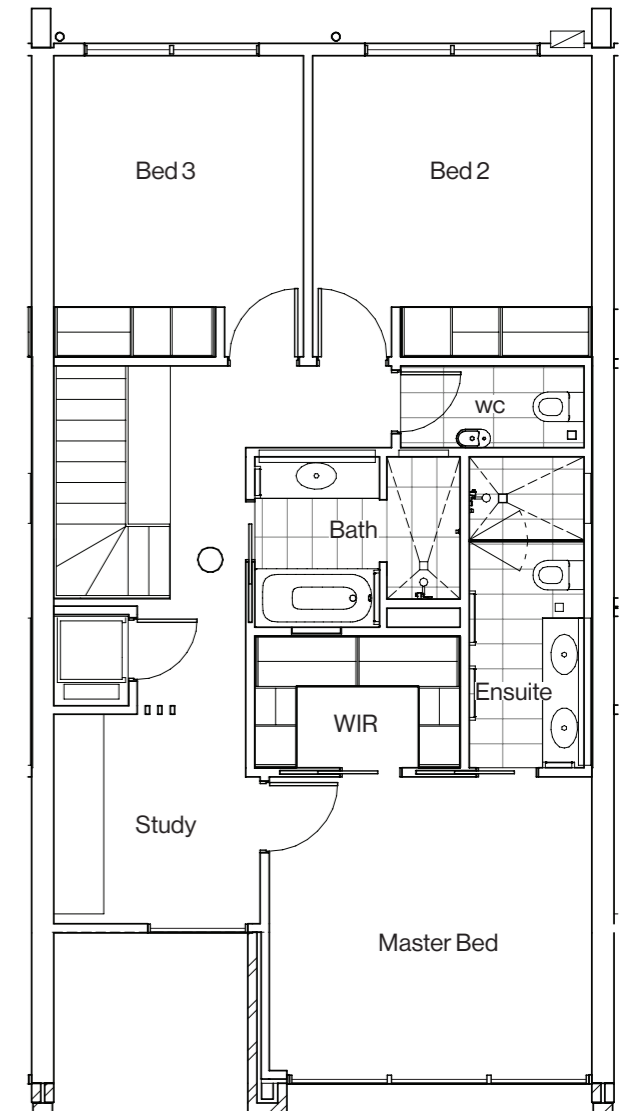 Bed 3
Bed 2
WC
Bath
Ensuite
WIR
Study
Master Bed